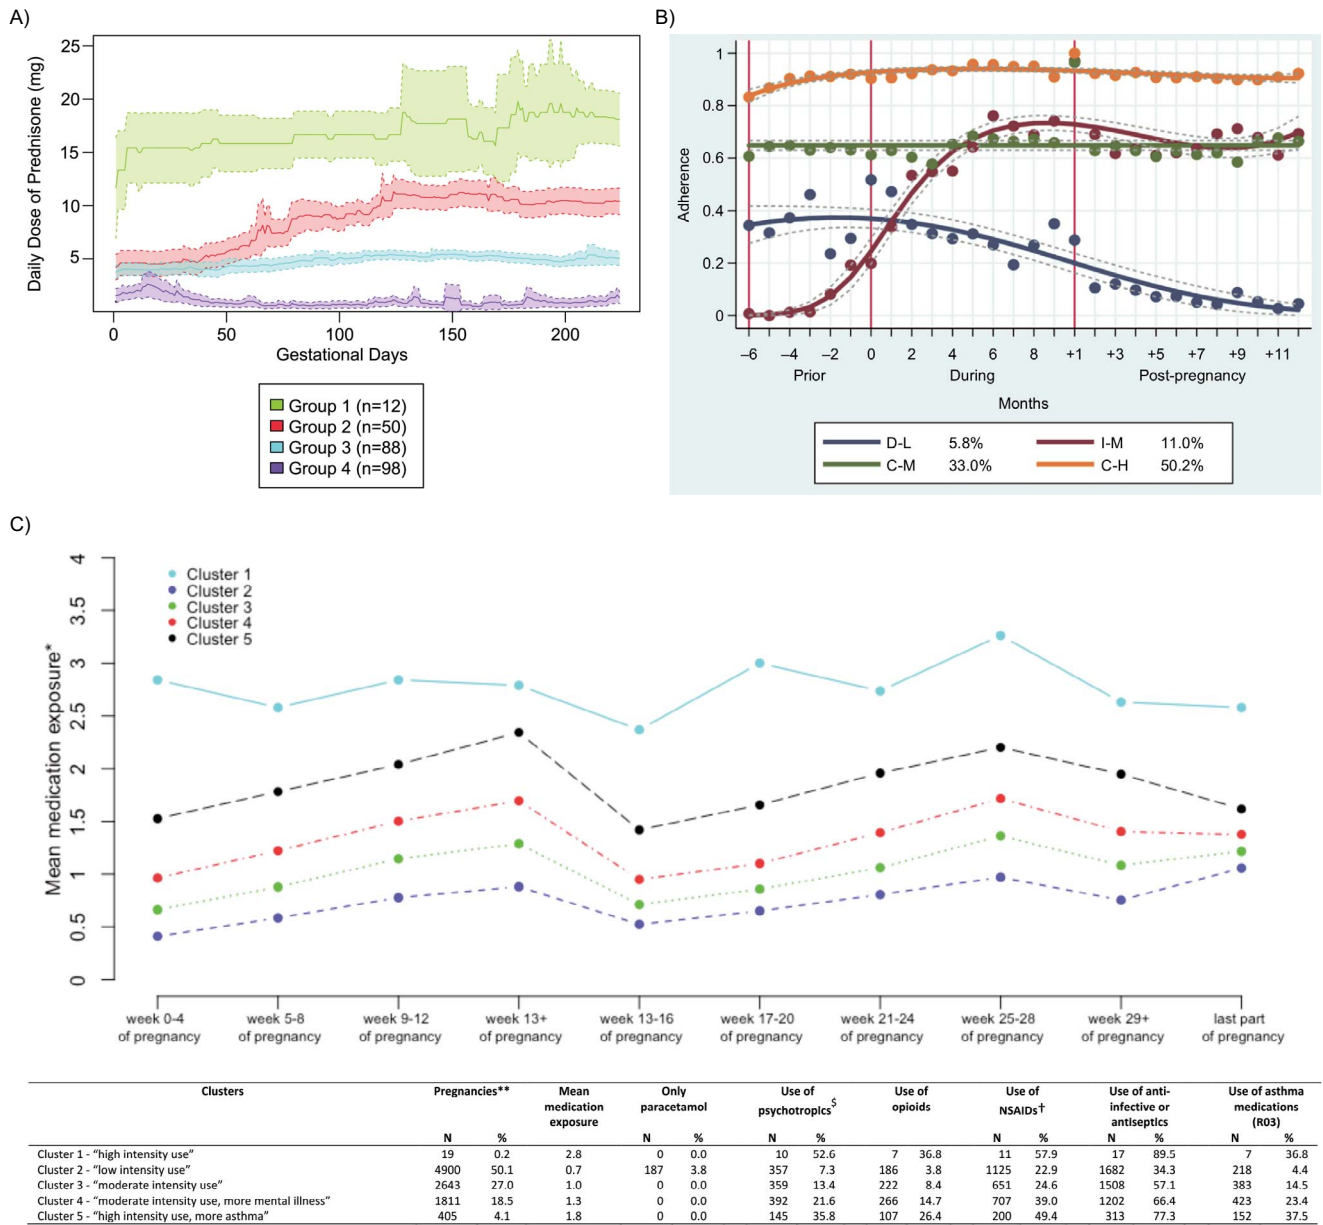 A)
25
20
15
10
5
Daily Dose of Prednisone (mg)
0
50
100
150
200
Gestational Days
Group 1 (n=12)
Group 2 (n=50)
Group 3 (n=88)
Group 4 (n=98)
B)
1
0.8
0.6
0.4
0.2
0
Adherence
–6 –4 –2 0 2 4 6 8 +1 +3 +5 +7 +9 +11
Prior During Post-pregnancy
Months
D-L 5.8% I-M 11.0%
C-M 33.0% C-H 50.2%
C)
4
3.5
3
2.5
2
1.5
1
0.5
0
Mean medication exposure*
Cluster 1
Cluster 2
Cluster 3
Cluster 4
Cluster 5
week 0-4 week 5-8 week 9-12 week 13+ week 13-16 week 17-20 week 21-24 week 25-28 week 29+ last part
of pregnancy of pregnancy of pregnancy of pregnancy of pregnancy of pregnancy of pregnancy of pregnancy of pregnancy of pregnancy
Clusters Pregnancies** Mean Only Use of Use of Use of Use of anti- Use of asthma
medication paracetamol psychotropics$ opioids NSAIDs† infective or medications
exposure antiseptics (R03)
N % N % N % N % N % N % N %
Cluster 1 - “high intensity use” 19 0.2 2.8 0 0.0 10 52.6 7 36.8 11 57.9 17 89.5 7 36.8
Cluster 2 - “low intensity use” 4900 50.1 0.7 187 3.8 357 7.3 186 3.8 1125 22.9 1682 34.3 218 4.4
Cluster 3 - “moderate intensity use” 2643 27.0 1.0 0 0.0 359 13.4 222 8.4 651 24.6 1508 57.1 383 14.5
Cluster 4 - “moderate intensity use, more mental illness” 1811 18.5 1.3 0 0.0 392 21.6 266 14.7 707 39.0 1202 66.4 423 23.4
Cluster 5 - “high intensity use, more asthma” 405 4.1 1.8 0 0.0 145 35.8 107 26.4 200 49.4 313 77.3 152 37.5